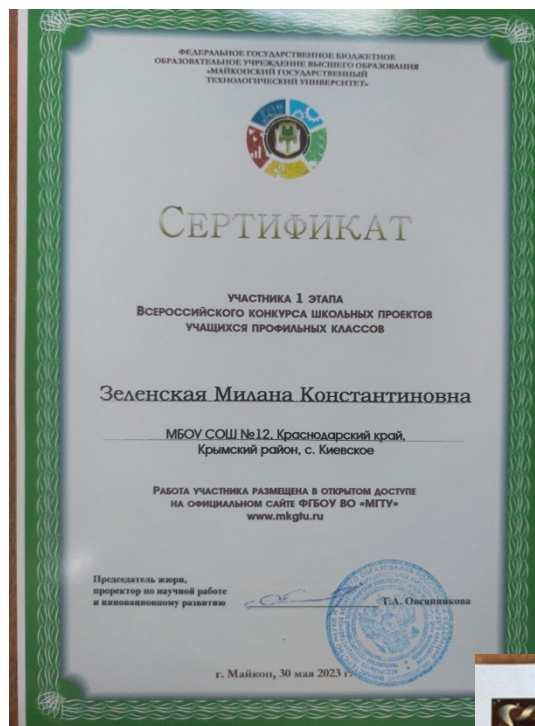 ФЕДЕРАЛЬНОЕ ГОСУДАРСТВЕННОЕ БЮДЖЕТНОЕ
ОБРАЗОВАТЕЛЬНОЕ УЧРЕЖДЕНИЕ ВЫСШЕГО ОБРАЗОВАНИЯ
«МАЙКОПСКИЙ ГОСУДАРСТВЕННЫЙ
ТЕХНОЛОГИЧЕСКИЙ УНИВЕРСИТЕТ»
СЕРТИФИКАТ
УЧАСТНИКА 1 ЭТАПА
ВСЕРОССИЙСКОГО КОНКУРСА ШКОЛЬНЫХ ПРОЕКТОВ
УЧАЩИХСЯ ПРОФИЛЬНЫХ КЛАССОВ
Зеленская Милана Константиновна
МБОУ СОШ №12, Краснодарский край,
Крымский район, с. Киевское
РАБОТА УЧАСТНИКА РАЗМЕЩЕНА В ОТКРЫТОМ ДОСТУПЕ
НА ОФИЦИАЛЬНОМ САЙТЕ ФГБОУ ВО «МГТУ»
www.mkgtu.ru
Председатель жюри,
проректор по научной работе
и инновационному развитию
Т.А. Овсянникова
г. Майкоп, 30 мая 2023 г.